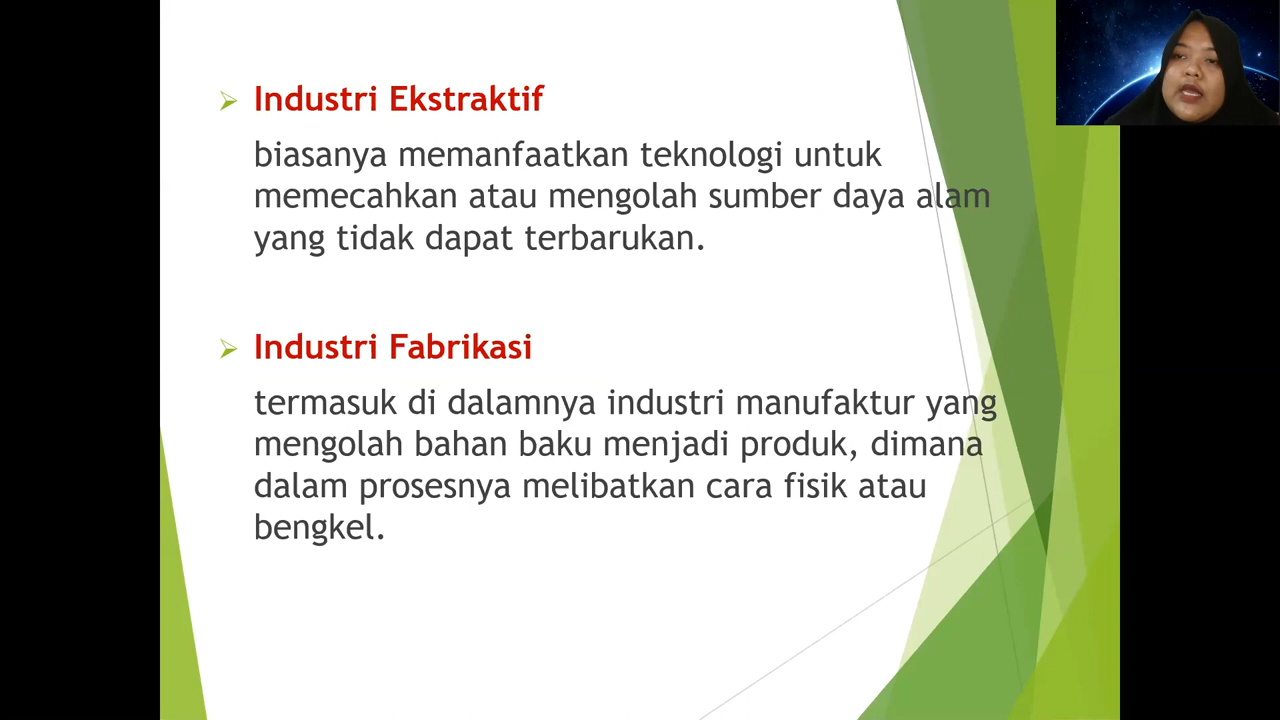 Industri Ekstraktif
biasanya memanfaatkan teknologi untuk
memecahkan atau mengolah sumber daya alam
yang tidak dapat terbarukan.
Industri Fabrikasi
termasuk di dalamnya industri manufaktur yang
mengolah bahan baku menjadi produk, dimana
dalam prosesnya melibatkan cara fisik atau
bengkel.